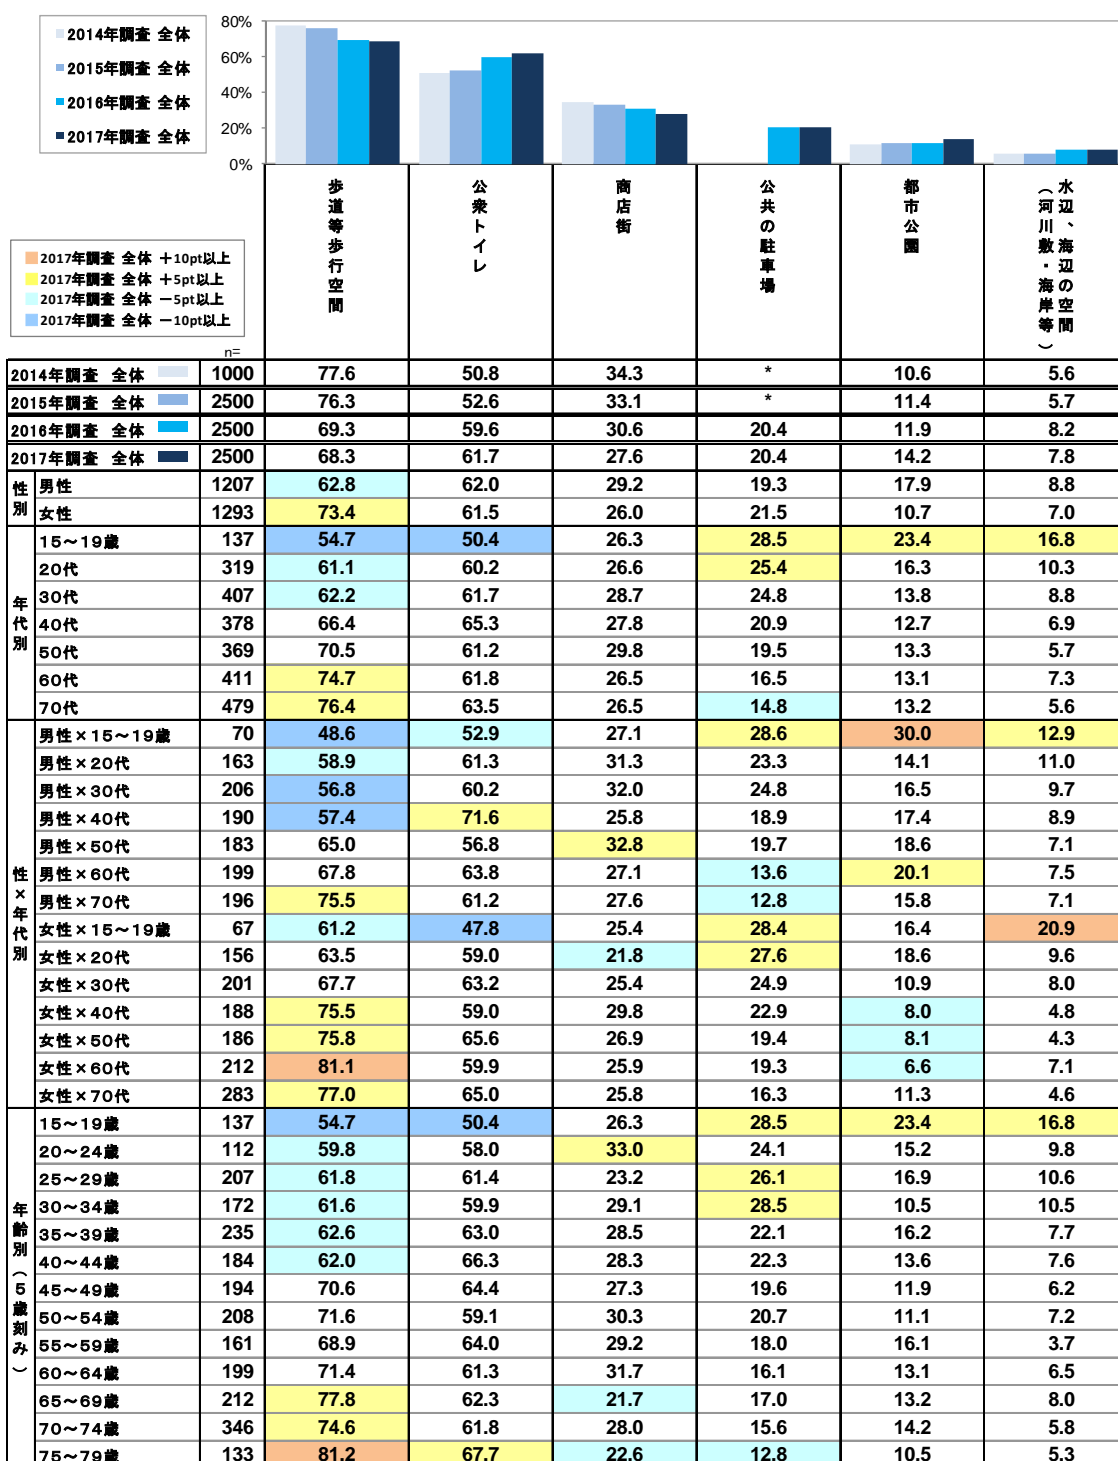 2014年調査 全体
2015年調査 全体
2016年調査 全体
2017年調査 全体
80%
60%
40%
20%
0%
2017年調査 全体 +10pt以上
2017年調査 全体 +5pt以上
2017年調査 全体 -5pt以上
2017年調査 全体 -10pt以上
n=
歩道等歩行空間
公衆トイレ
商店街
公共の駐車場
都市公園
水辺、海辺の空間
(河川敷・海岸等)
2014年調査 全体 1000 77.6 50.8 34.3 * 10.6 5.6
2015年調査 全体 2500 76.3 52.6 33.1 * 11.4 5.7
2016年調査 全体 2500 69.3 59.6 30.6 20.4 11.9 8.2
2017年調査 全体 2500 68.3 61.7 27.6 20.4 14.2 7.8
性別
男性 1207 62.8 62.0 29.2 19.3 17.9 8.8
女性 1293 73.4 61.5 26.0 21.5 10.7 7.0
年代別
15~19歳 137 54.7 50.4 26.3 28.5 23.4 16.8
20代 319 61.1 60.2 26.6 25.4 16.3 10.3
30代 407 62.2 61.7 28.7 24.8 13.8 8.8
40代 378 66.4 65.3 27.8 20.9 12.7 6.9
50代 369 70.5 61.2 29.8 19.5 13.3 5.7
60代 411 74.7 61.8 26.5 16.5 13.1 7.3
70代 479 76.4 63.5 26.5 14.8 13.2 5.6
性×年代別
男性×15~19歳 70 48.6 52.9 27.1 28.6 30.0 12.9
男性×20代 163 58.9 61.3 31.3 23.3 14.1 11.0
男性×30代 206 56.8 60.2 32.0 24.8 16.5 9.7
男性×40代 190 57.4 71.6 25.8 18.9 17.4 8.9
男性×50代 183 65.0 56.8 32.8 19.7 18.6 7.1
男性×60代 199 67.8 63.8 27.1 13.6 20.1 7.5
男性×70代 196 75.5 61.2 27.6 12.8 15.8 7.1
女性×15~19歳 67 61.2 47.8 25.4 28.4 16.4 20.9
女性×20代 156 63.5 59.0 21.8 27.6 18.6 9.6
女性×30代 201 67.7 63.2 25.4 24.9 10.9 8.0
女性×40代 188 75.5 59.0 29.8 22.9 8.0 4.8
女性×50代 186 75.8 65.6 26.9 19.4 8.1 4.3
女性×60代 212 81.1 59.9 25.9 19.3 6.6 7.1
女性×70代 283 77.0 65.0 25.8 16.3 11.3 4.6
年齢別(5歳刻み)
15~19歳 137 54.7 50.4 26.3 28.5 23.4 16.8
20~24歳 112 59.8 58.0 33.0 24.1 15.2 9.8
25~29歳 207 61.8 61.4 23.2 26.1 16.9 10.6
30~34歳 172 61.6 59.9 29.1 28.5 10.5 10.5
35~39歳 235 62.6 63.0 28.5 22.1 16.2 7.7
40~44歳 184 62.0 66.3 28.3 22.3 13.6 7.6
45~49歳 194 70.6 64.4 27.3 19.6 11.9 6.2
50~54歳 208 71.6 59.1 30.3 20.7 11.1 7.2
55~59歳 161 68.9 64.0 29.2 18.0 16.1 3.7
60~64歳 199 71.4 61.3 31.7 16.1 13.1 6.5
65~69歳 212 77.8 62.3 21.7 17.0 13.2 8.0
70~74歳 346 74.6 61.8 28.0 15.6 14.2 5.8
75~79歳 133 81.2 67.7 22.6 12.8 10.5 5.3